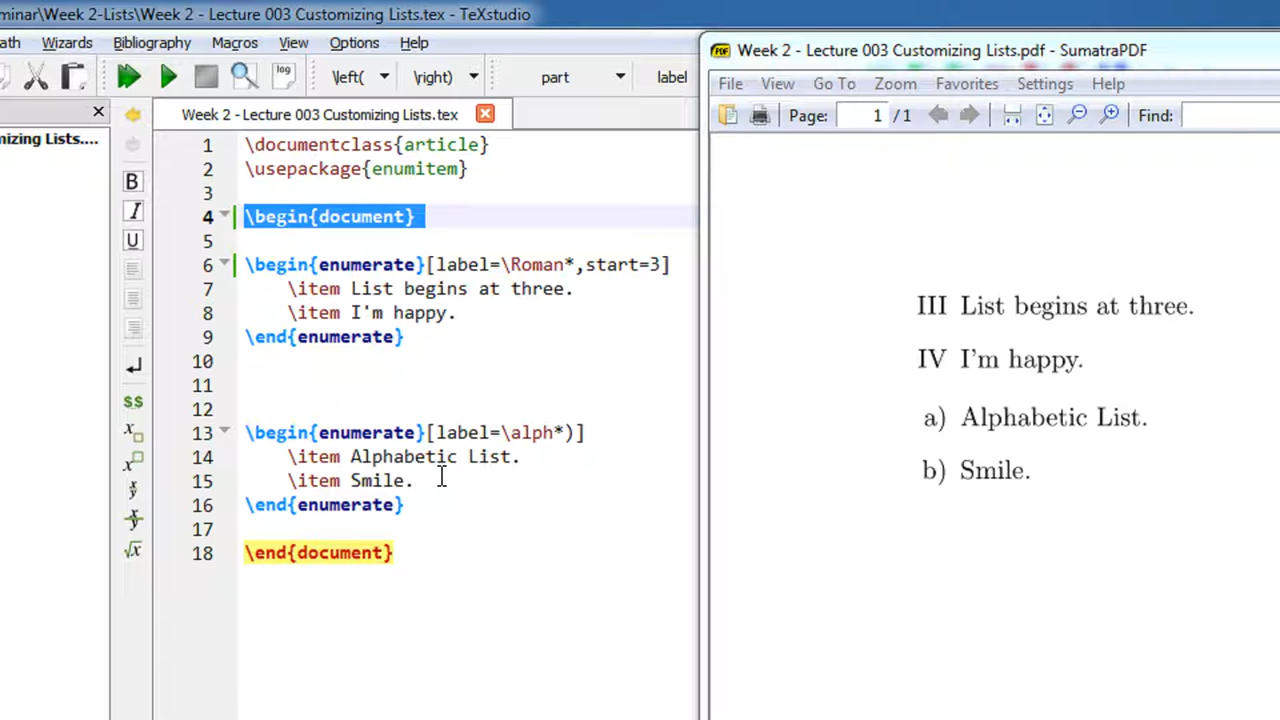 minar\Week 2-Lists\Week 2 - Lecture 003 Customizing Lists.tex - TeXstudio
ath Wizards Bibliography Macros View Options Help
log \left( \right) part label
mizing Lists....
Week 2 - Lecture 003 Customizing Lists.tex
B
I
U
$$
1 \documentclass{article}
2 \usepackage{enumitem}
3
4 \begin{document}
5
6 \begin{enumerate}[label=\Roman*,start=3]
7 \item List begins at three.
8 \item I'm happy.
9 \end{enumerate}
10
11
12
13 \begin{enumerate}[label=\alph*)]
14 \item Alphabetic List.
15 \item Smile.
16 \end{enumerate}
17
18 \end{document}
PDF Week 2 - Lecture 003 Customizing Lists.pdf - SumatraPDF
File View Go To Zoom Favorites Settings Help
Page: 1 / 1 Find:
III List begins at three.
IV I'm happy.
a) Alphabetic List.
b) Smile.